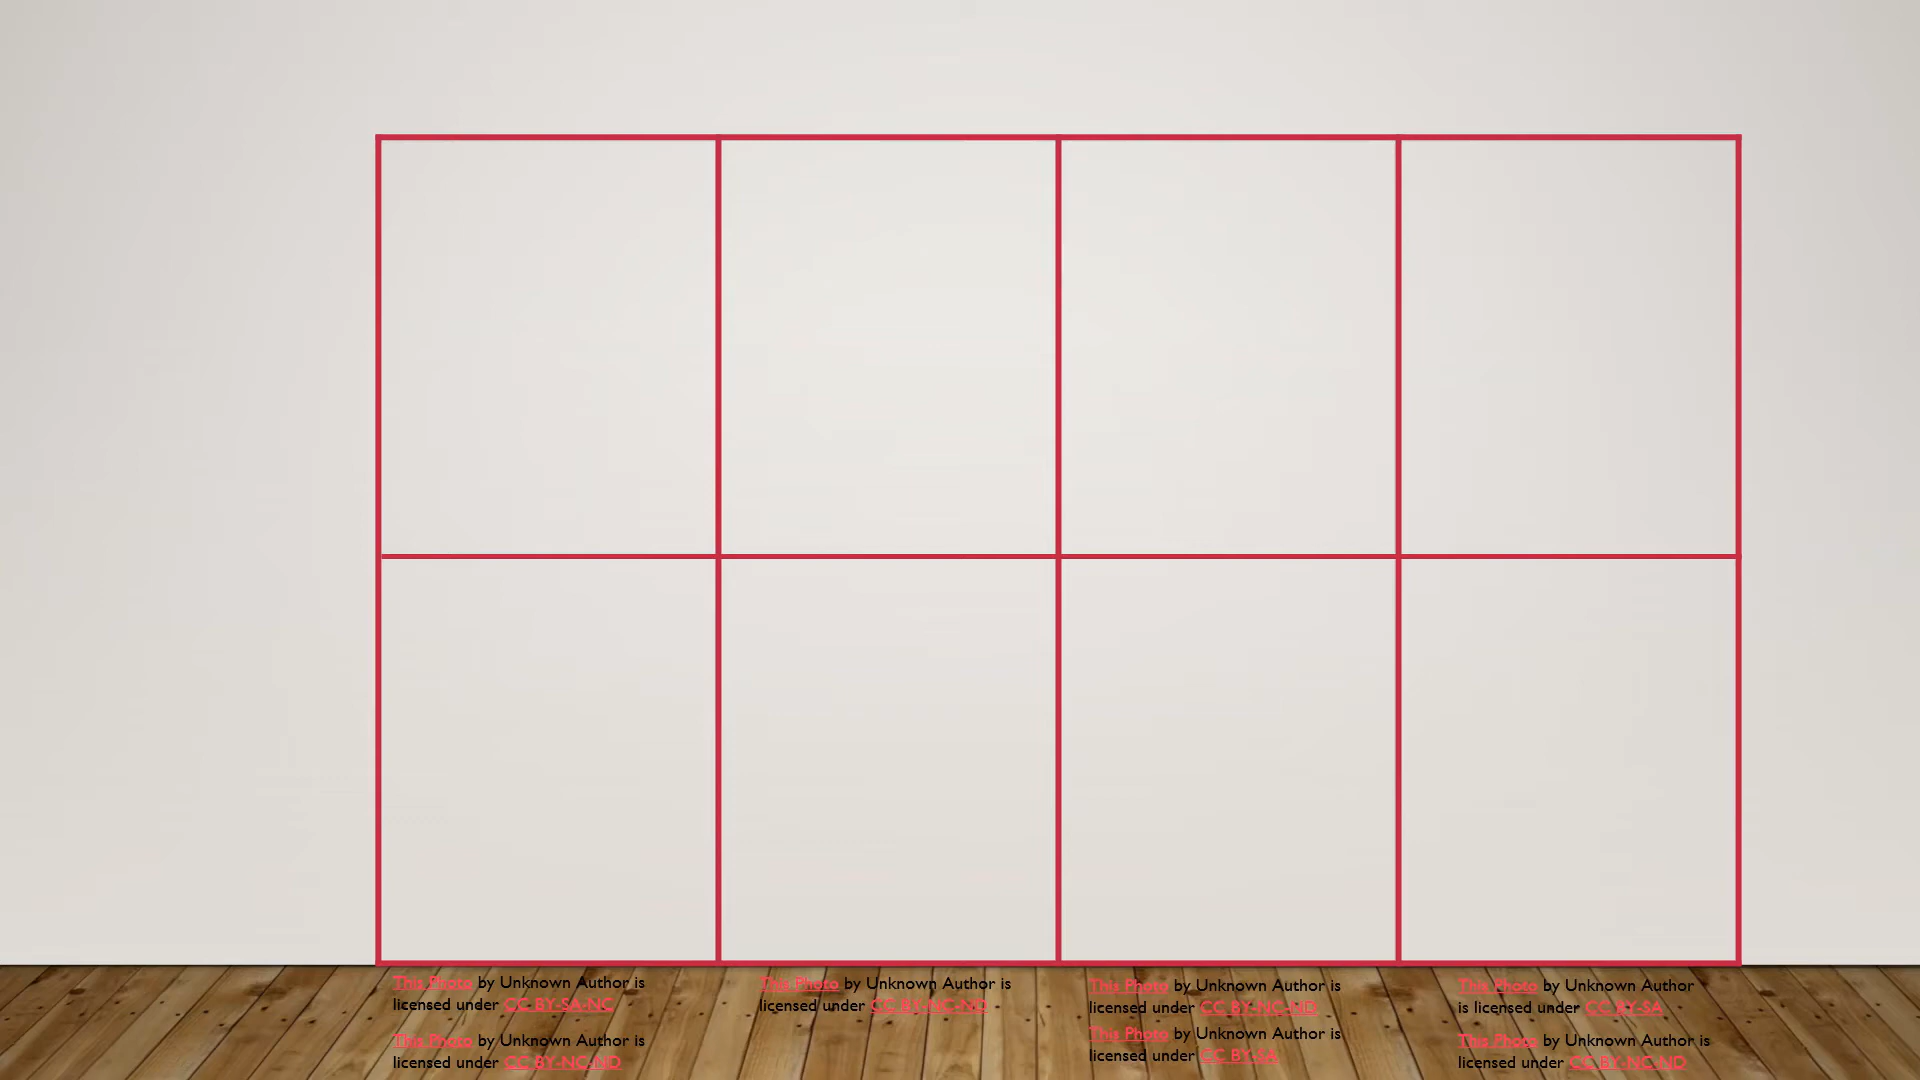 This Photo by Unknown Author is
licensed under CC BY-SA-NC
This Photo by Unknown Author is
licensed under CC BY-NC-ND
This Photo by Unknown Author is
licensed under CC BY-NC-ND
This Photo by Unknown Author is
licensed under CC BY-NC-ND
This Photo by Unknown Author is
licensed under CC BY-SA
This Photo by Unknown Author
is licensed under CC BY-SA
This Photo by Unknown Author is
licensed under CC BY-NC-ND